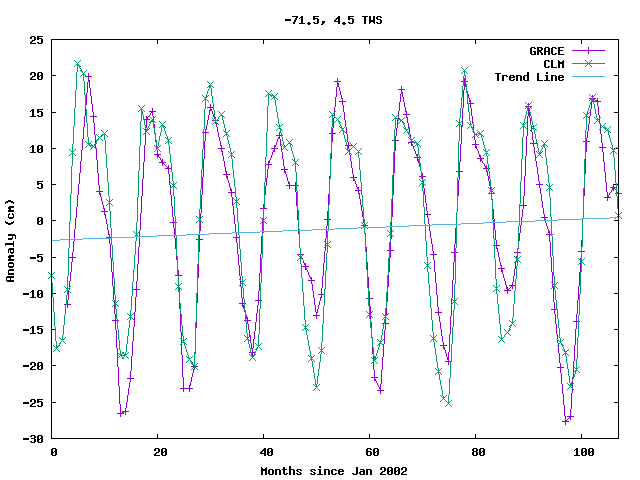 -71.5, 4.5 TWS
GRACE
CLM
Trend Line
25
20
15
10
5
0
-5
-10
-15
-20
-25
-30
Anomaly (cm)
0 20 40 60 80 100
Months since Jan 2002